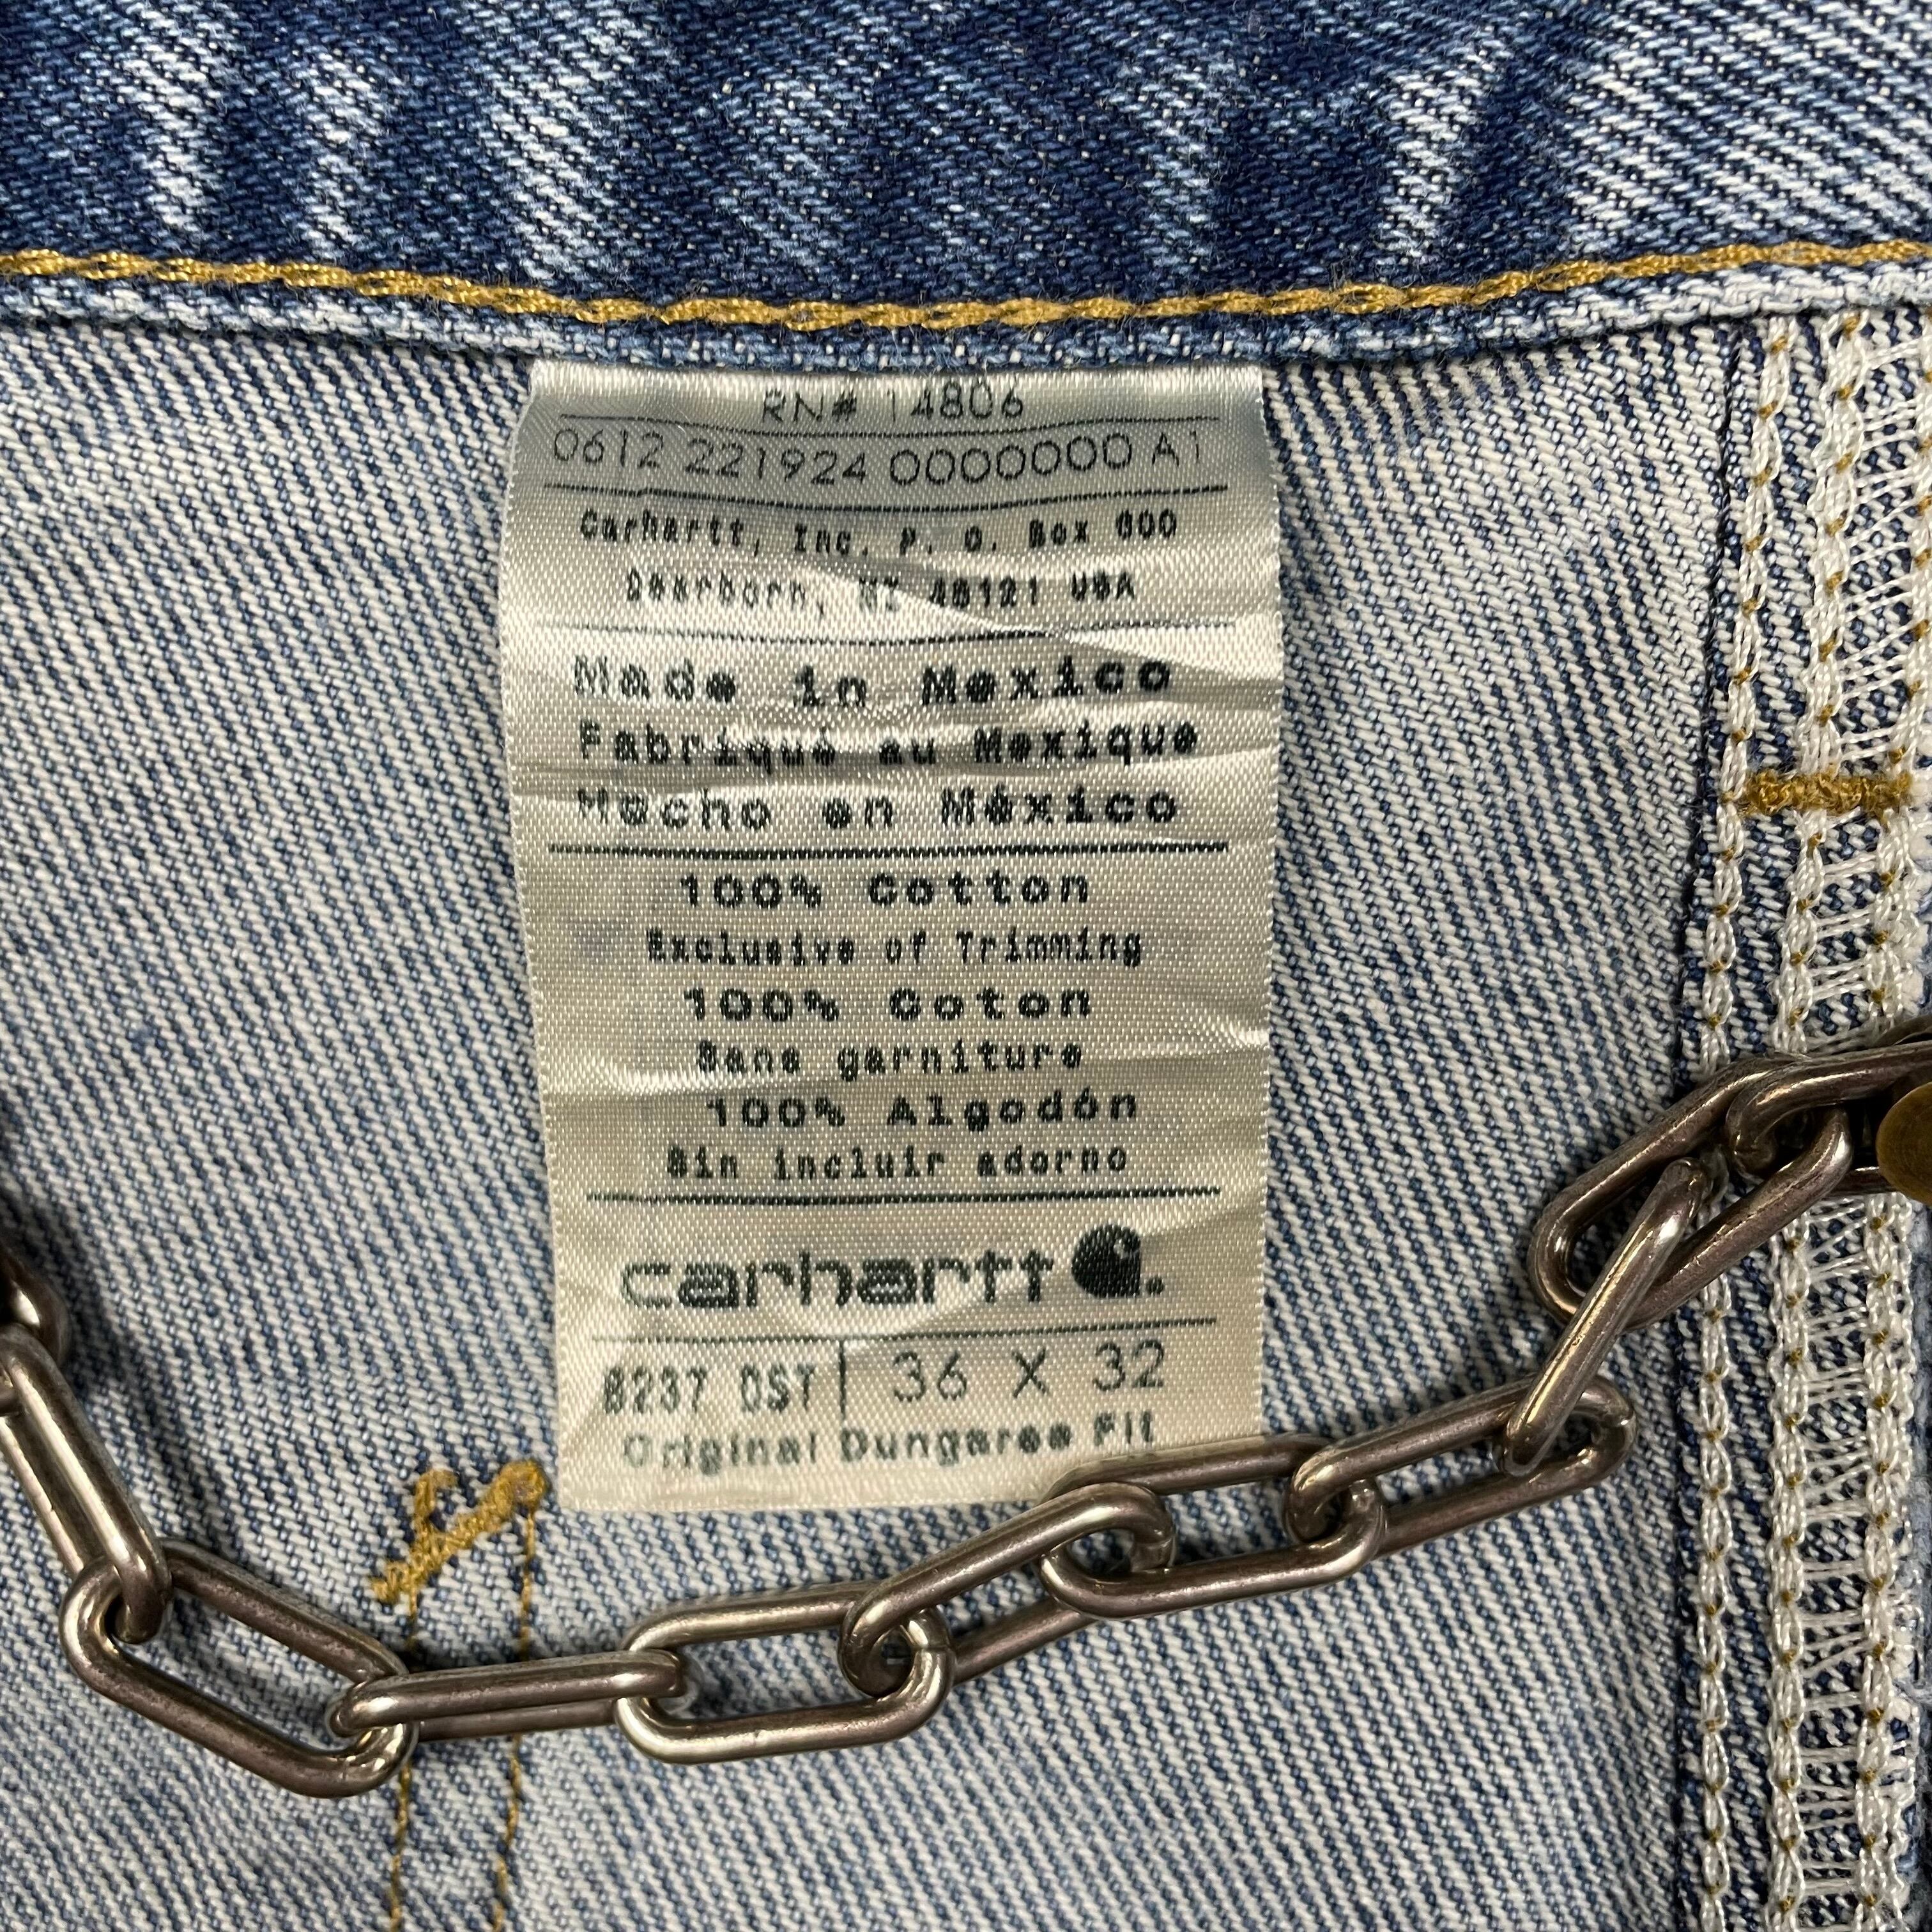 RN# 14806
0612 221924 0000000 A1
Carhartt, Inc. P. O. Box 600
Dearborn, MI 48121 USA
Made in Mexico
Fabriqué au Mexique
Hecho en México
100% Cotton
Exclusive of Trimming
100% Coton
Sans garniture
100% Algodón
Sin incluir adorno
carhartt
B237 DST | 36 X 32
Original Dungaree Fit